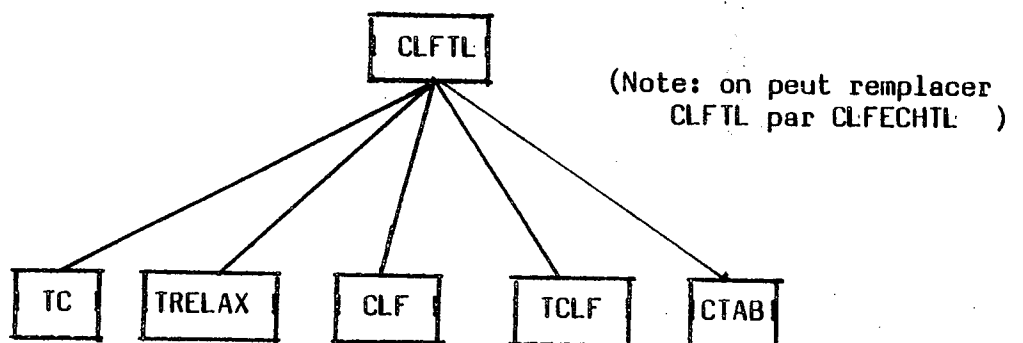 CLFTL
(Note: on peut remplacer
CLFTL par CLFECHTL )
TC
TRELAX
CLF
TCLF
CTAB